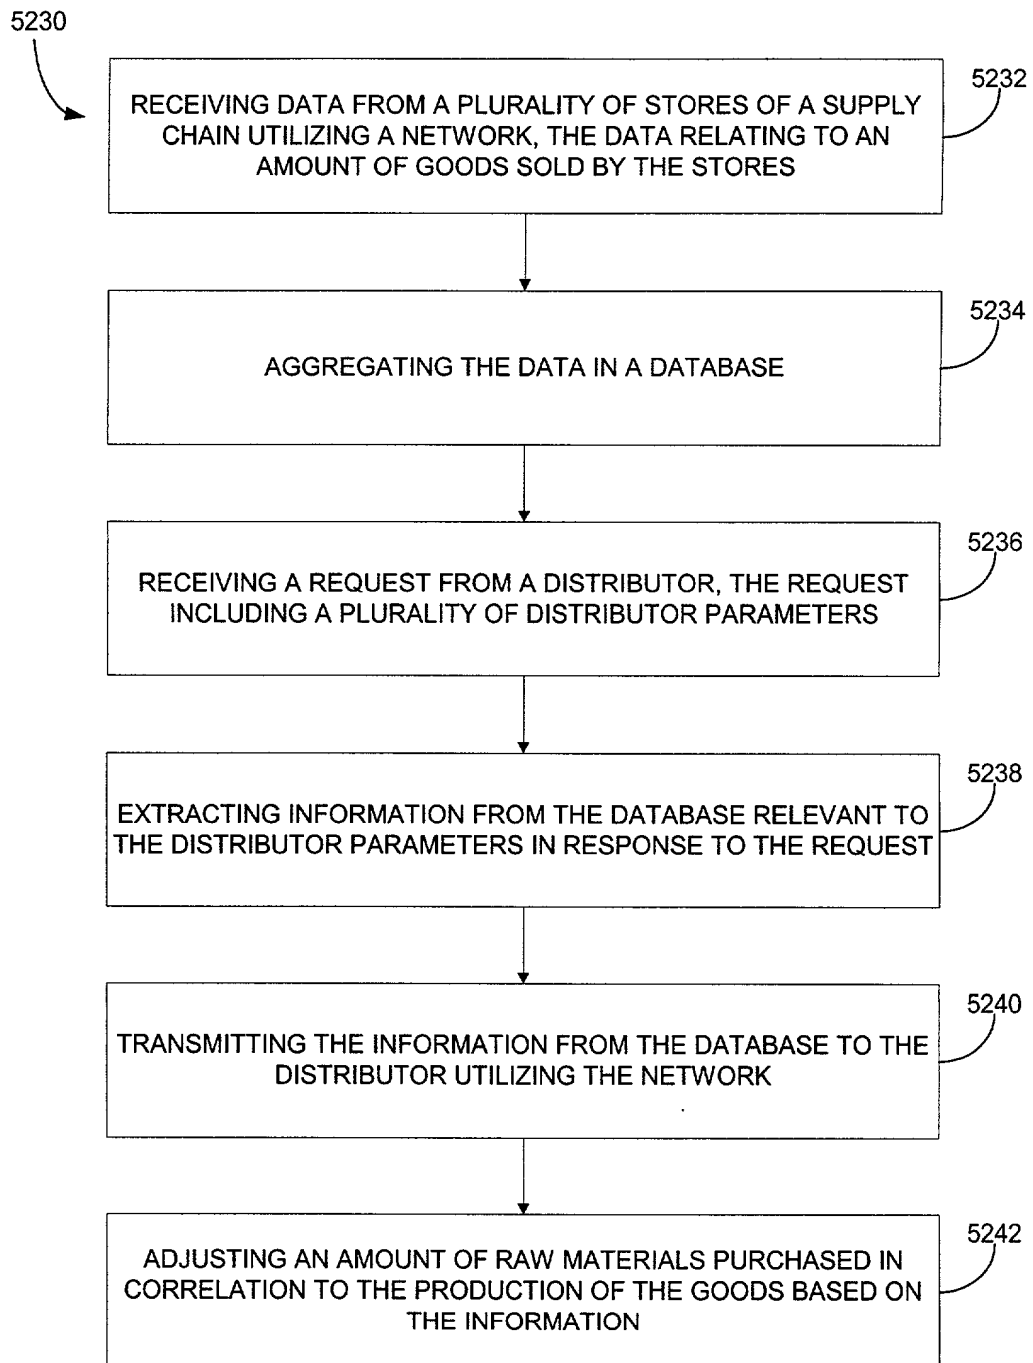 5230
5232
RECEIVING DATA FROM A PLURALITY OF STORES OF A SUPPLY
CHAIN UTILIZING A NETWORK, THE DATA RELATING TO AN
AMOUNT OF GOODS SOLD BY THE STORES
5234
AGGREGATING THE DATA IN A DATABASE
5236
RECEIVING A REQUEST FROM A DISTRIBUTOR, THE REQUEST
INCLUDING A PLURALITY OF DISTRIBUTOR PARAMETERS
5238
EXTRACTING INFORMATION FROM THE DATABASE RELEVANT TO
THE DISTRIBUTOR PARAMETERS IN RESPONSE TO THE REQUEST
5240
TRANSMITTING THE INFORMATION FROM THE DATABASE TO THE
DISTRIBUTOR UTILIZING THE NETWORK
5242
ADJUSTING AN AMOUNT OF RAW MATERIALS PURCHASED IN
CORRELATION TO THE PRODUCTION OF THE GOODS BASED ON
THE INFORMATION